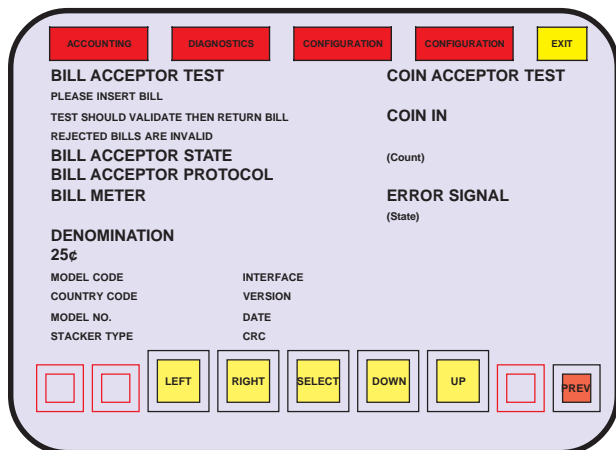 ACCOUNTING DIAGNOSTICS CONFIGURATION CONFIGURATION EXIT
BILL ACCEPTOR TEST
PLEASE INSERT BILL
TEST SHOULD VALIDATE THEN RETURN BILL
REJECTED BILLS ARE INVALID
BILL ACCEPTOR STATE
BILL ACCEPTOR PROTOCOL
BILL METER
COIN ACCEPTOR TEST
COIN IN
(Count)
ERROR SIGNAL
(State)
DENOMINATION
25¢
MODEL CODE INTERFACE
COUNTRY CODE VERSION
MODEL NO. DATE
STACKER TYPE CRC
LEFT RIGHT SELECT DOWN UP PREV